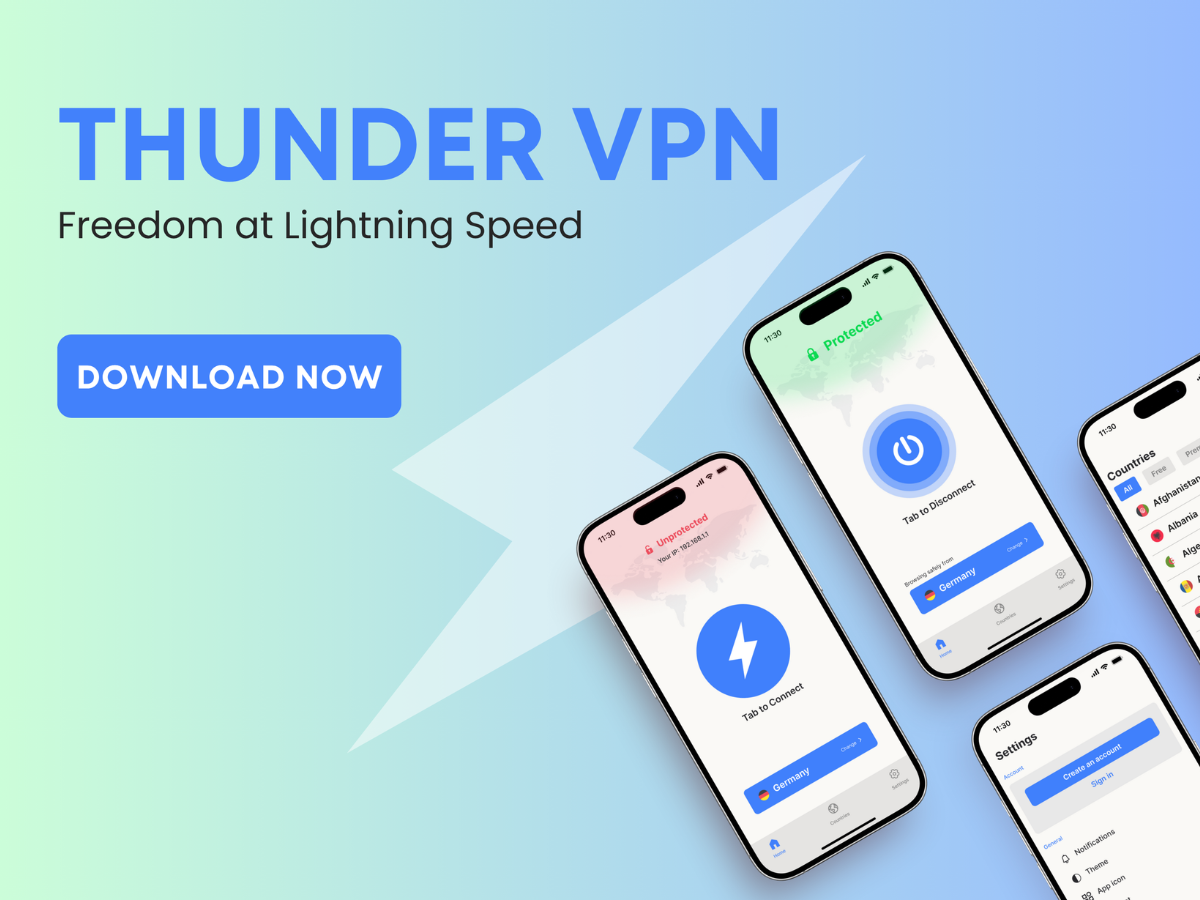 THUNDER VPN
Freedom at Lightning Speed
DOWNLOAD NOW
11:30
Unprotected
Your IP: 192.168.1.1
Tab to Connect
Germany
Change
Home
Countries
Settings
11:30
Protected
Tab to Disconnect
Browsing safely from
Germany
Change
Home
Countries
Settings
11:30
Countries
All
Free
Afghanistan
Albania
11:30
Settings
Account
Create an account
Sign in
General
Notifications
Theme
App icon